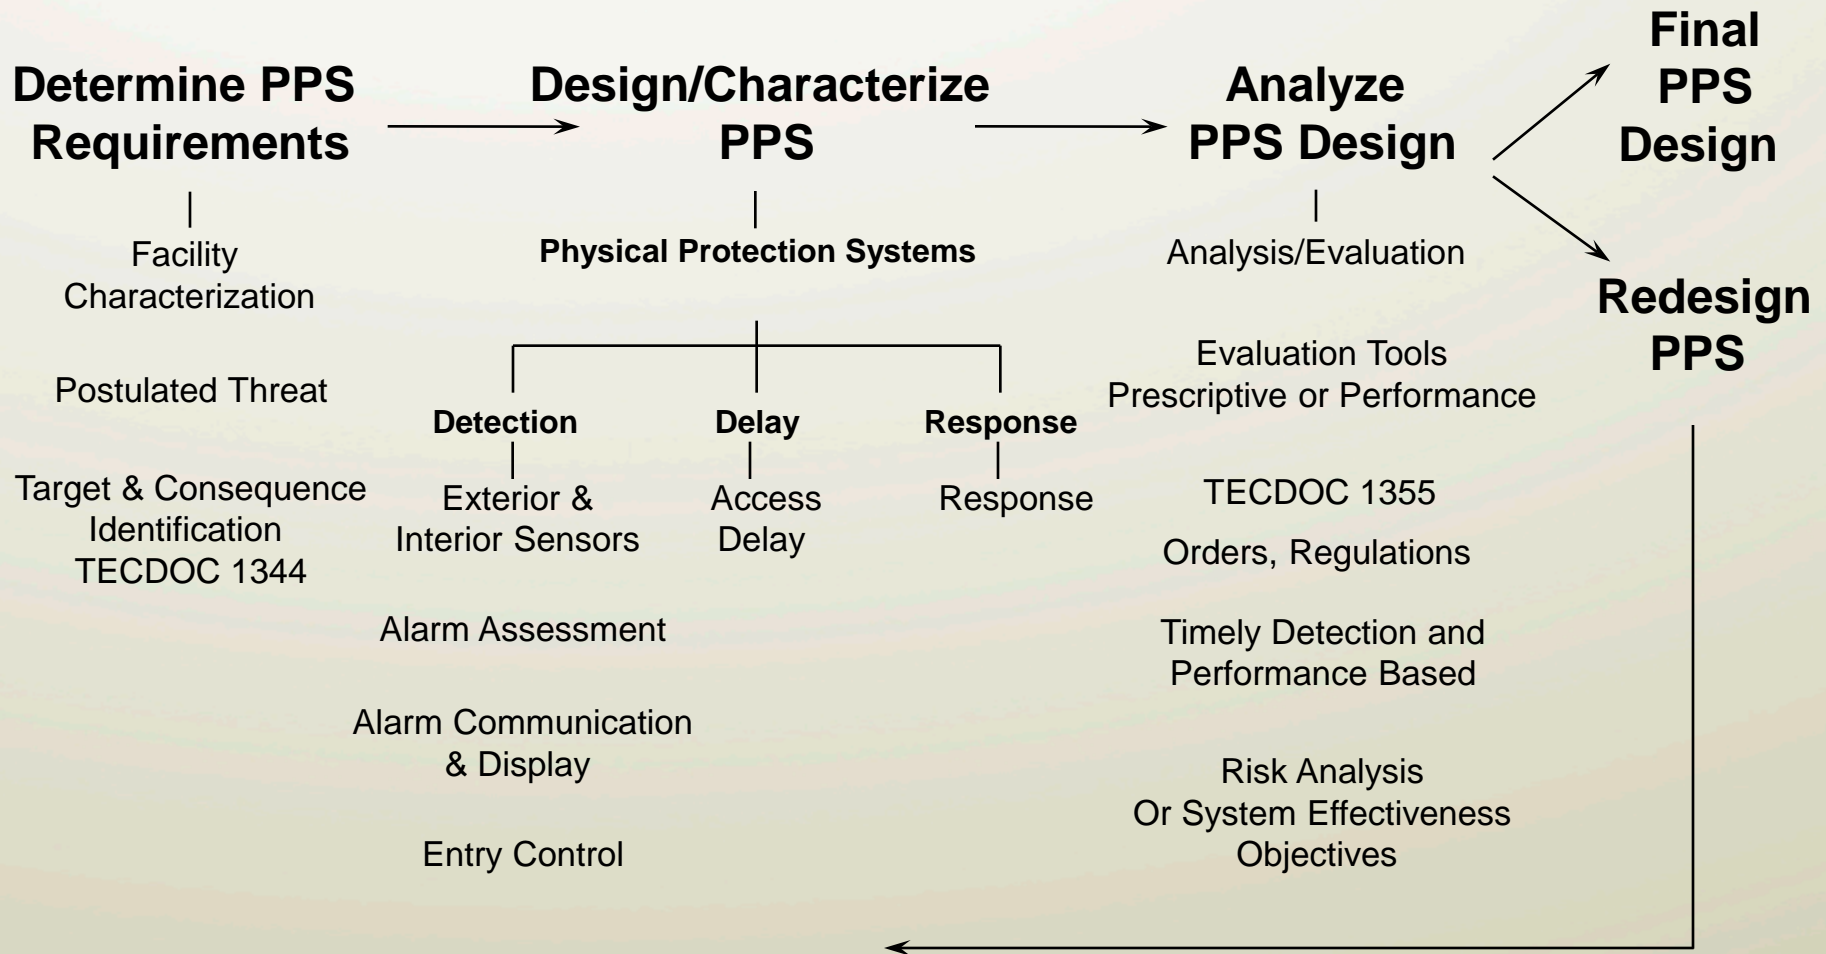 Determine PPS
Requirements
Facility
Characterization
Postulated Threat
Target & Consequence
Identification
TECDOC 1344
Design/Characterize
PPS
Physical Protection Systems
Detection
Exterior &
Interior Sensors
Alarm Assessment
Alarm Communication
& Display
Entry Control
Delay
Access
Delay
Response
Response
Analyze
PPS Design
Analysis/Evaluation
Evaluation Tools
Prescriptive or Performance
TECDOC 1355
Orders, Regulations
Timely Detection and
Performance Based
Risk Analysis
Or System Effectiveness
Objectives
Final
PPS
Design
Redesign
PPS